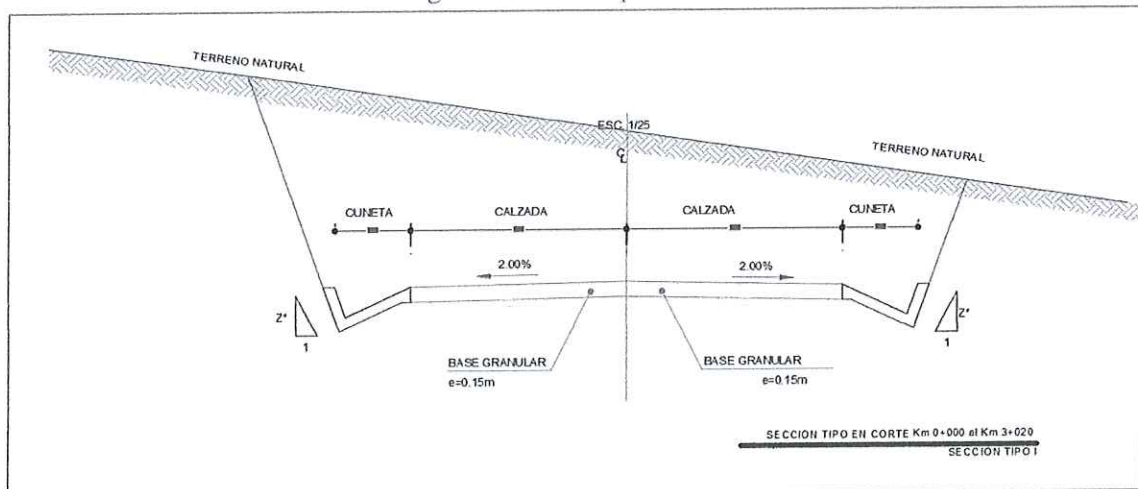 TERRENO NATURAL
ESC. 1/25
C
L
TERRENO NATURAL
CUNETA CALZADA CALZADA CUNETA
2.00% 2.00%
Z*
1
Z*
1
BASE GRANULAR
e=0.15m
BASE GRANULAR
e=0.15m
SECCION TIPO EN CORTE Km 0+000 al Km 3+020
SECCION TIPO I